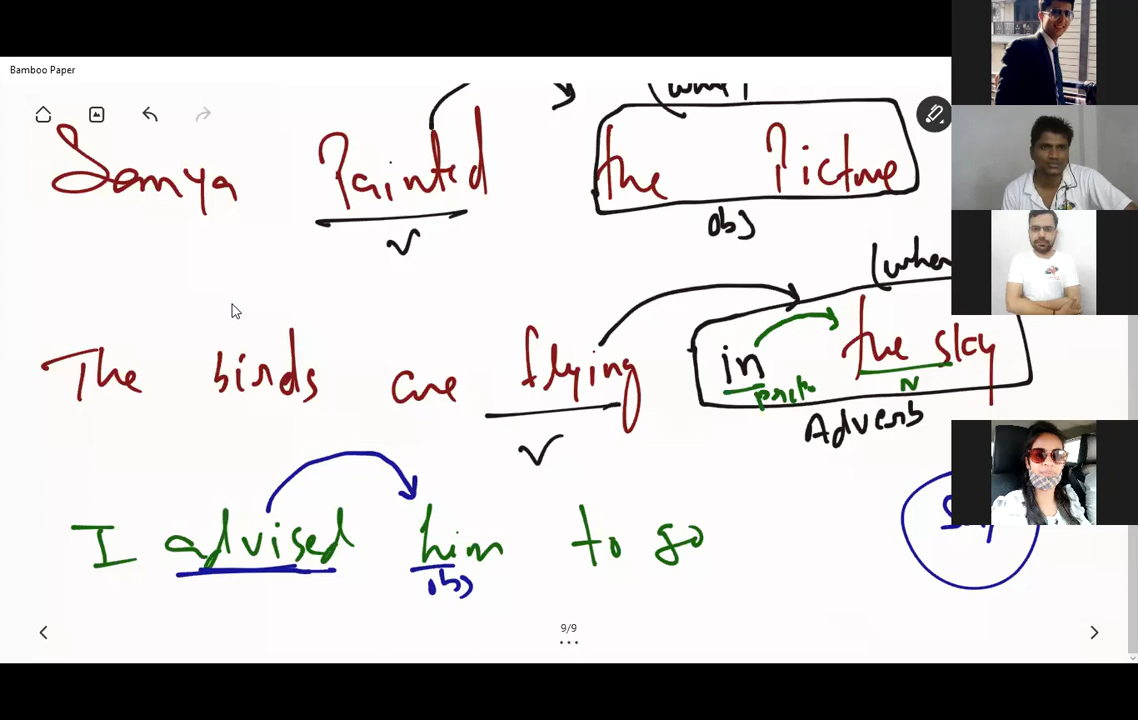 Bamboo Paper
Somya Painted the Picture
obj
The birds are flying in the sky
N
Adverb
I advised him to go
obj
9/9